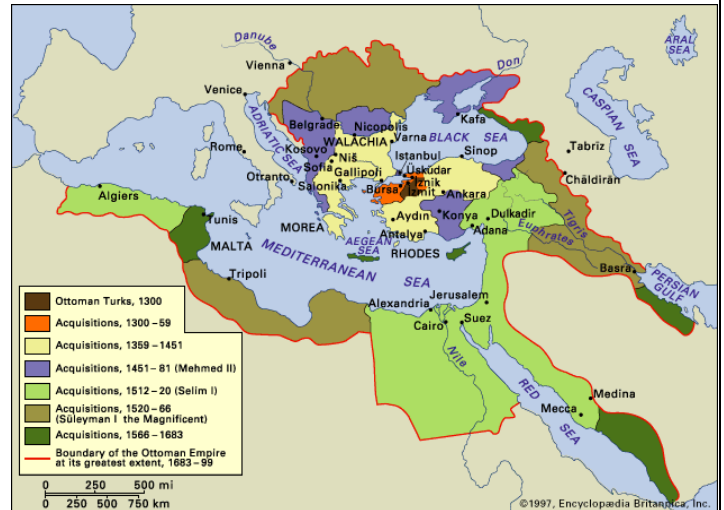 ARAL
SEA
Danube
Vienna
Don
Venice
CASPIAN SEA
ADRIATIC SEA
Belgrade
Nicopolis
Kafa
WALACHIA
Varna
BLACK SEA
Rome
Kosovo
Niš
Istanbul
Sinop
Tabriz
Sofia
Üsküdar
Otranto
Gallipoli
İznik
Chāldirān
Salonika
Bursa
İzmit
Ankara
Algiers
Aydın
Konya
Dulkadir
Tigris
Tunis
MOREA
Antalya
Adana
Euphrates
MALTA
AEGEAN
SEA
RHODES
Basra
MEDITERRANEAN SEA
PERSIAN
GULF
Tripoli
Alexandria
Jerusalem
Cairo
Suez
Nile
RED SEA
Medina
Mecca
Ottoman Turks, 1300
Acquisitions, 1300–59
Acquisitions, 1359–1451
Acquisitions, 1451–81 (Mehmed II)
Acquisitions, 1512–20 (Selim I)
Acquisitions, 1520–66
(Süleyman I the Magnificent)
Acquisitions, 1566–1683
Boundary of the Ottoman Empire
at its greatest extent, 1683–99
0 250 500 mi
0 250 500 750 km
©1997, Encyclopædia Britannica, Inc.